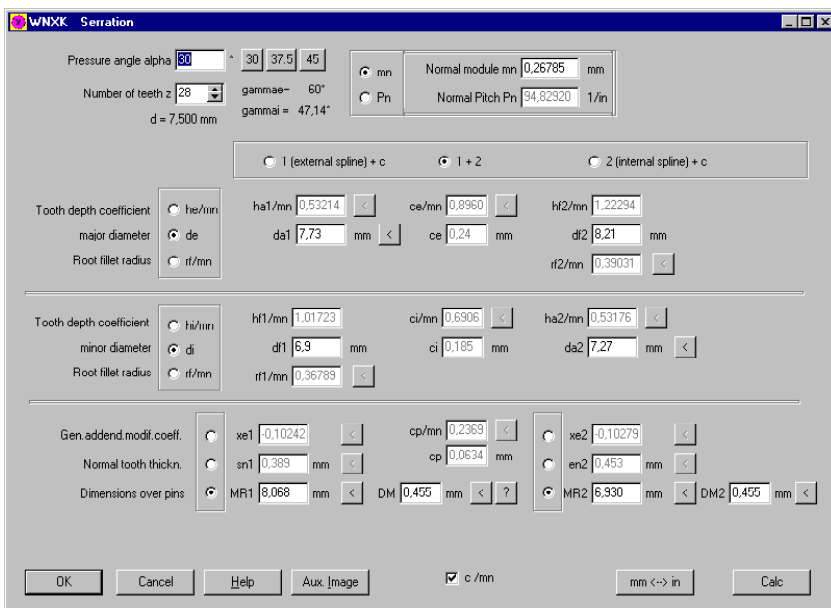 WNXK Serration
Pressure angle alpha 30 ° 30 37.5 45
Number of teeth z 28 gammae= 60°
gammai = 47,14°
d = 7,500 mm
mn Normal module mn 0,26785 mm
Pn Normal Pitch Pn 94,82920 1/in
1 (external spline) + c 1 + 2 2 (internal spline) + c
Tooth depth coefficient he/mn ha1/mn 0,53214 < ce/mn 0,8960 < hf2/mn 1,22294
major diameter de da1 7,73 mm < ce 0,24 mm df2 8,21 mm
Root fillet radius rf/mn rf2/mn 0,39031 <
Tooth depth coefficient hi/mn hf1/mn 1,01723 ci/mn 0,6906 < ha2/mn 0,53176 <
minor diameter di df1 6,9 mm ci 0,185 mm da2 7,27 mm <
Root fillet radius rf/mn rf1/mn 0,36789 <
Gen.addend.modif.coeff. xe1 -0,10242 < cp/mn 0,2369 < xe2 -0,10279 <
Normal tooth thickn. sn1 0,389 mm < cp 0,0634 mm en2 0,453 mm <
Dimensions over pins MR1 8,068 mm < DM 0,455 mm < ? MR2 6,930 mm < DM2 0,455 mm <
OK Cancel Help Aux. Image c /mn mm <--> in Calc